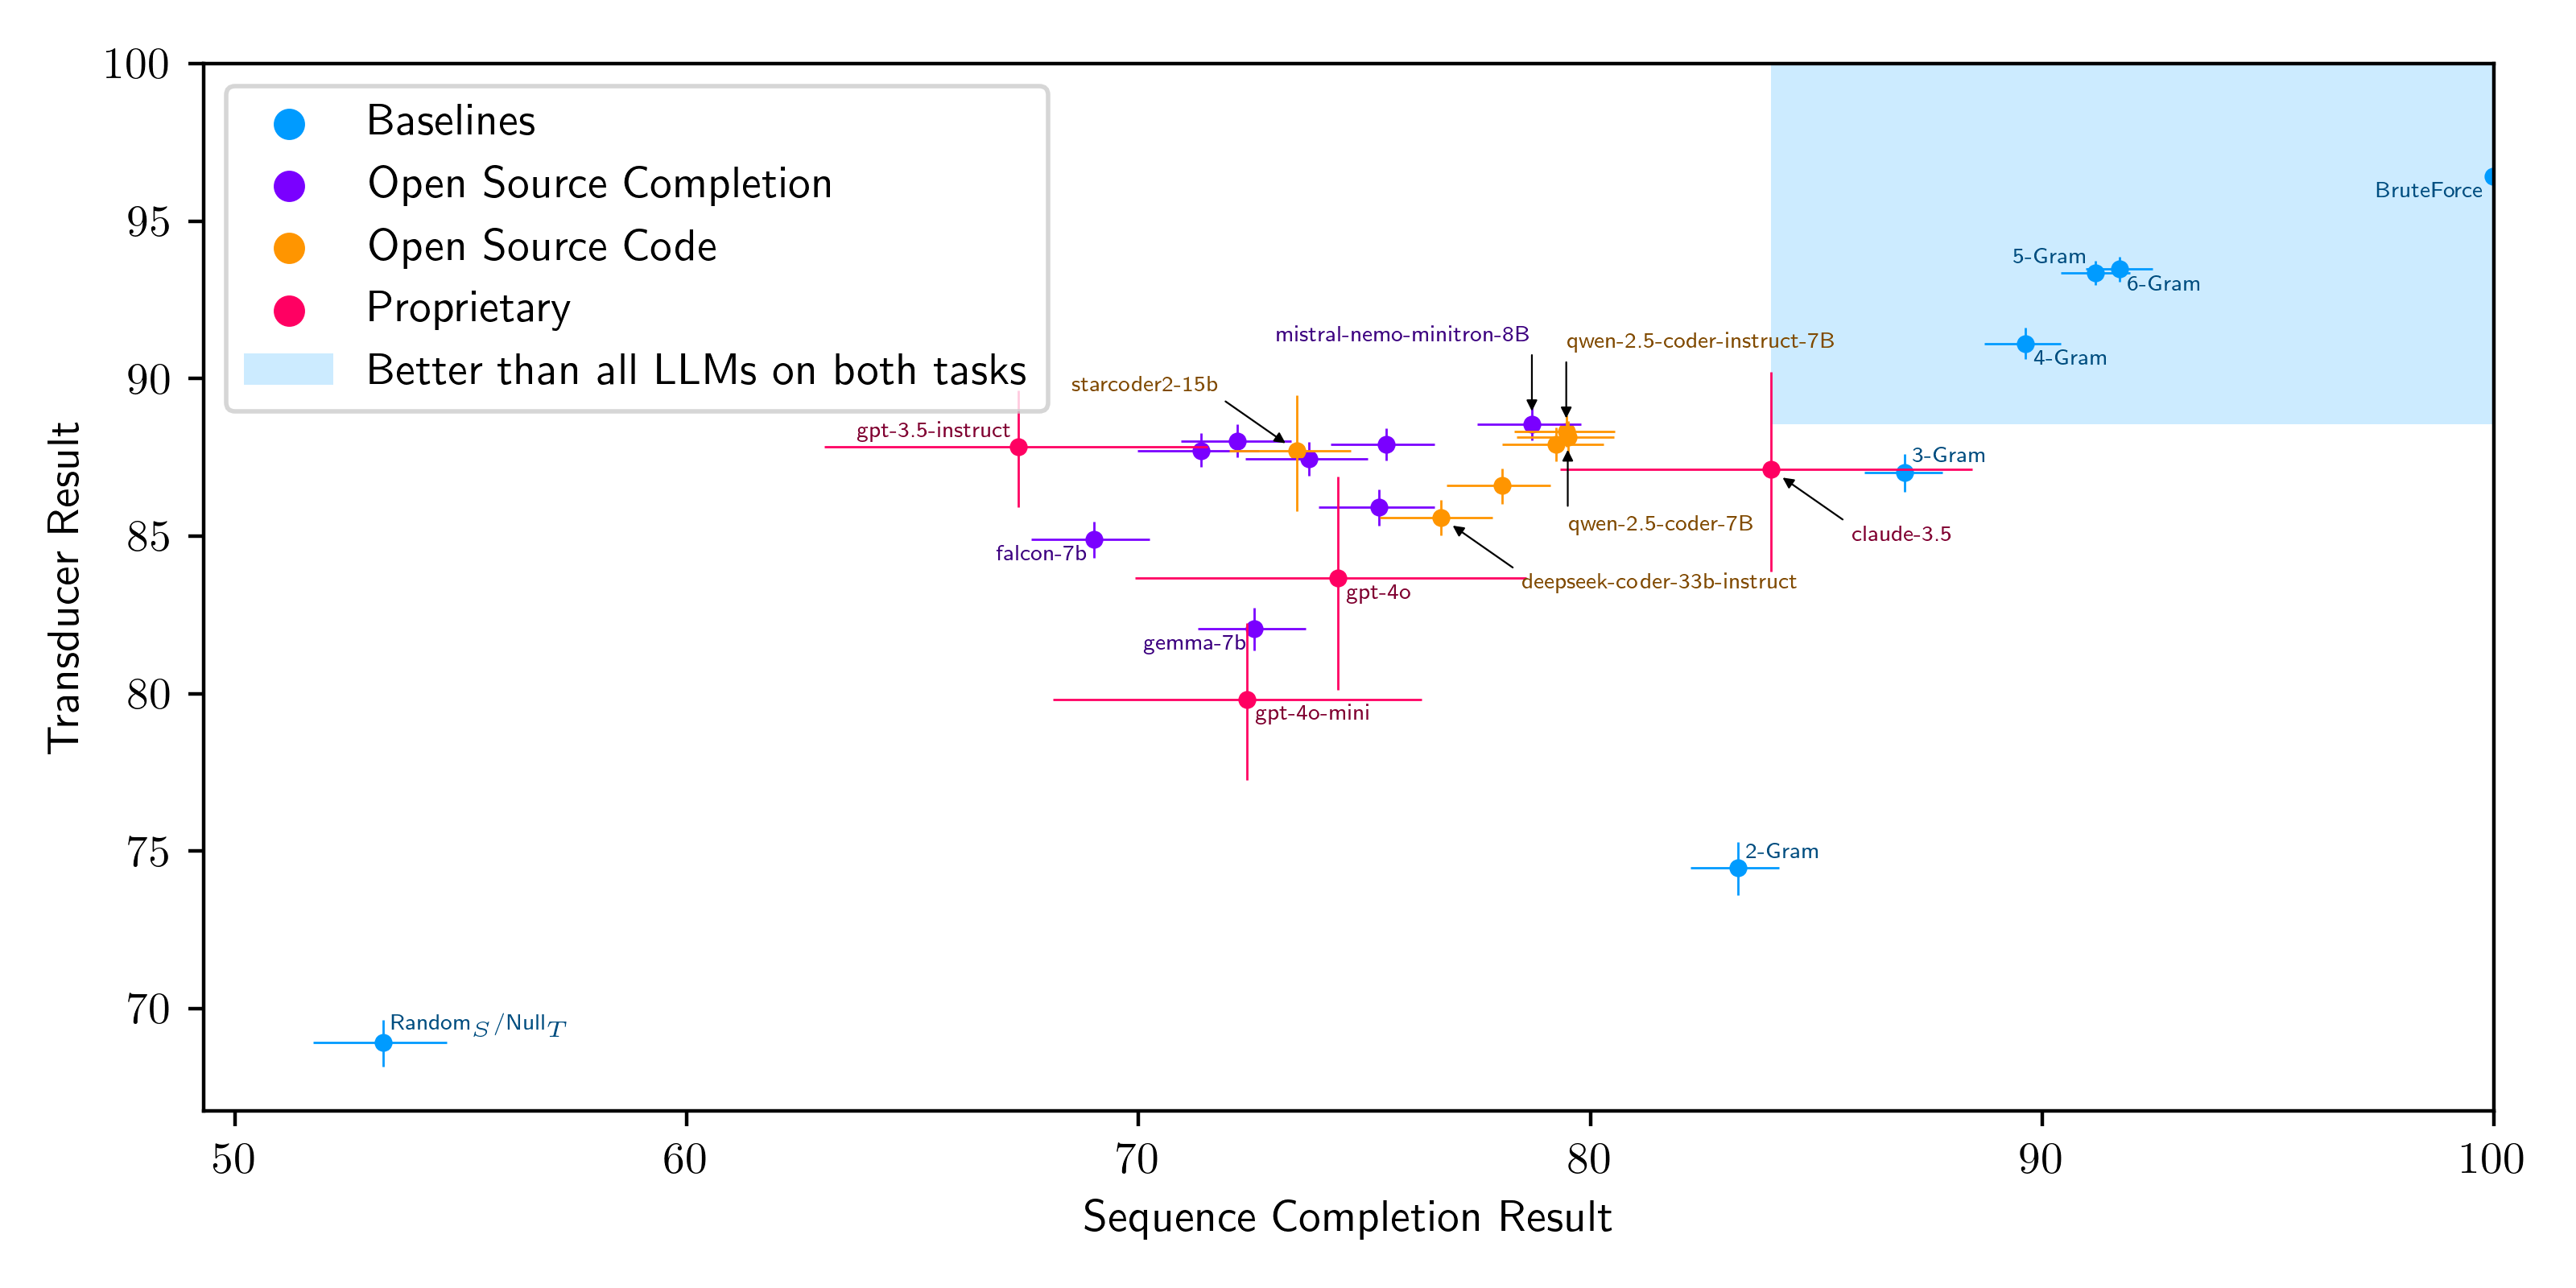 100
95
90
85
80
75
70
Transducer Result
Baselines
Open Source Completion
Open Source Code
Proprietary
Better than all LLMs on both tasks
BruteForce
5-Gram
6-Gram
4-Gram
mistral-nemo-minitron-8B
qwen-2.5-coder-instruct-7B
starcoder2-15b
gpt-3.5-instruct
3-Gram
qwen-2.5-coder-7B
claude-3.5
falcon-7b
deepseek-coder-33b-instruct
gpt-4o
gemma-7b
gpt-4o-mini
2-Gram
Random_S/Null_T
50 60 70 80 90 100
Sequence Completion Result